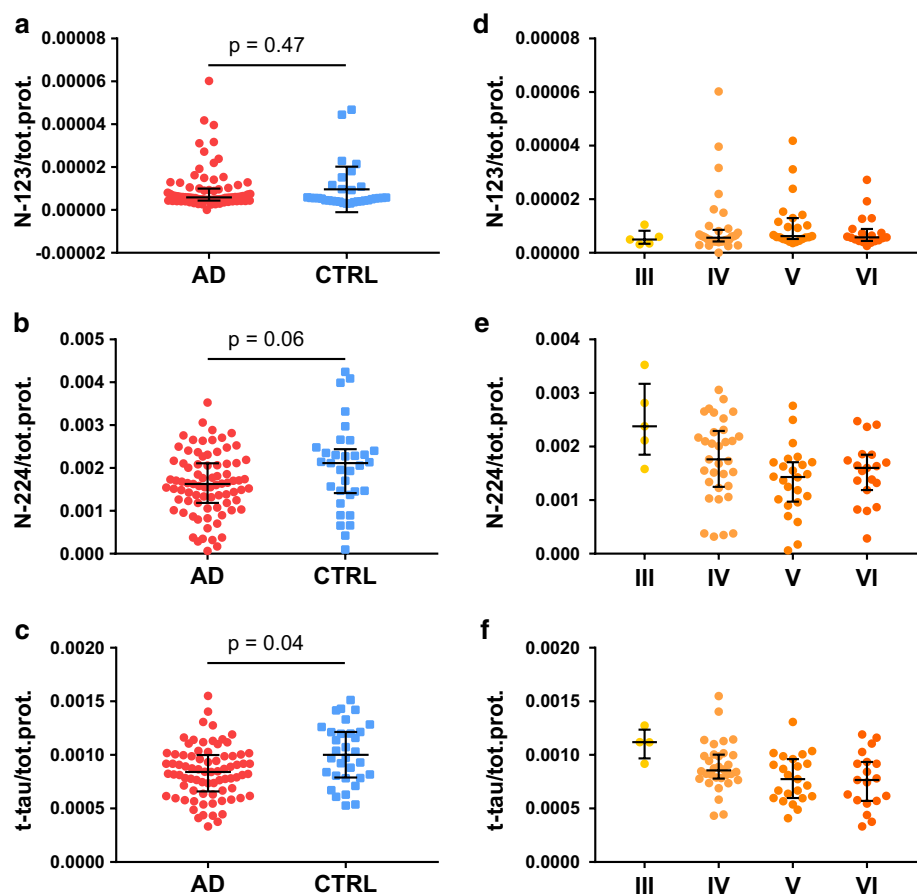 a
N-123/tot.prot.
0.00008
0.00006
0.00004
0.00002
0.00000
-0.00002
p = 0.47
AD CTRL
d
N-123/tot.prot.
0.00008
0.00006
0.00004
0.00002
0.00000
III IV V VI
b
N-224/tot.prot.
0.005
0.004
0.003
0.002
0.001
0.000
p = 0.06
AD CTRL
e
N-224/tot.prot.
0.004
0.003
0.002
0.001
0.000
III IV V VI
c
t-tau/tot.prot.
0.0020
0.0015
0.0010
0.0005
0.0000
p = 0.04
AD CTRL
f
t-tau/tot.prot.
0.0020
0.0015
0.0010
0.0005
0.0000
III IV V VI